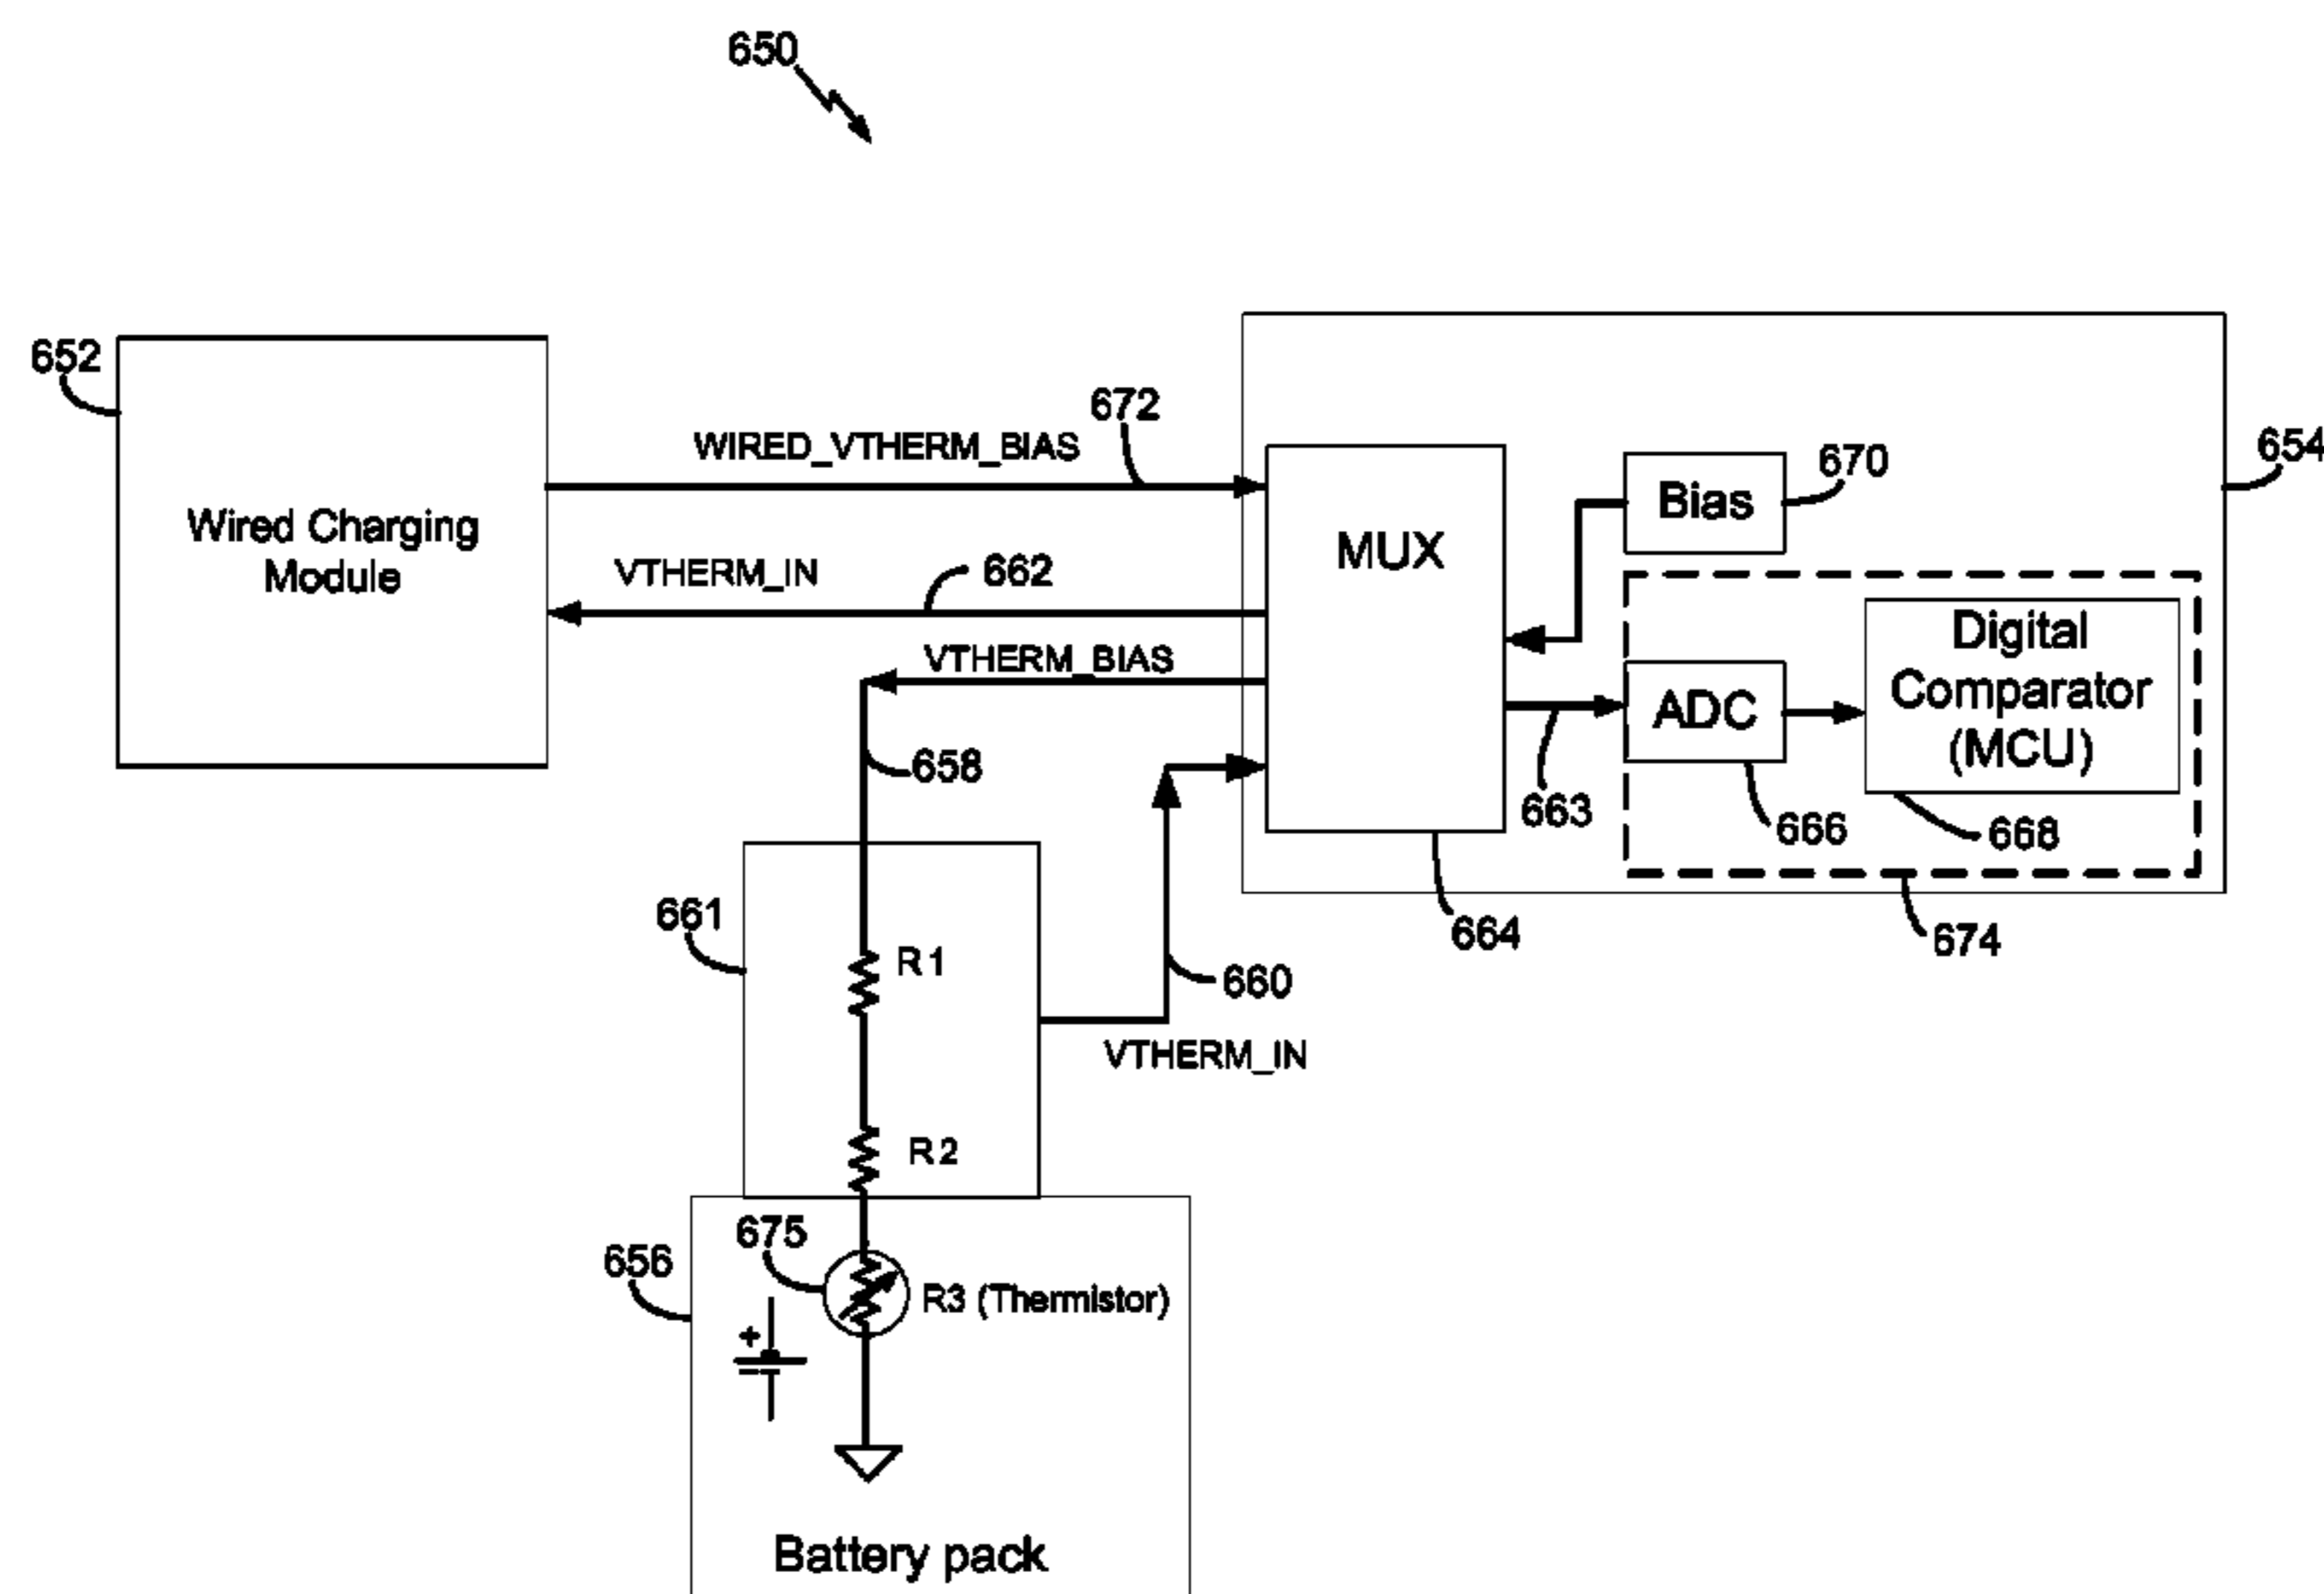 650
652
Wired Charging
Module
WIRED_VTHERM_BIAS
672
VTHERM_IN
662
VTHERM_BIAS
658
MUX
Bias
670
654
ADC
Digital
Comparator
(MCU)
663
666
668
664
674
661
R1
R2
660
VTHERM_IN
656
675
R3 (Thermistor)
+
Battery pack